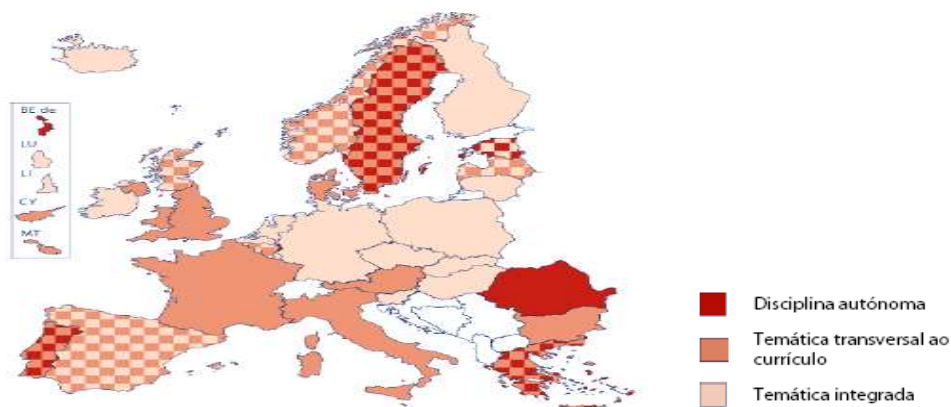 BE de
LU
LI
CY
MT
Disciplina autónoma
Temática transversal ao
currículo
Temática integrada